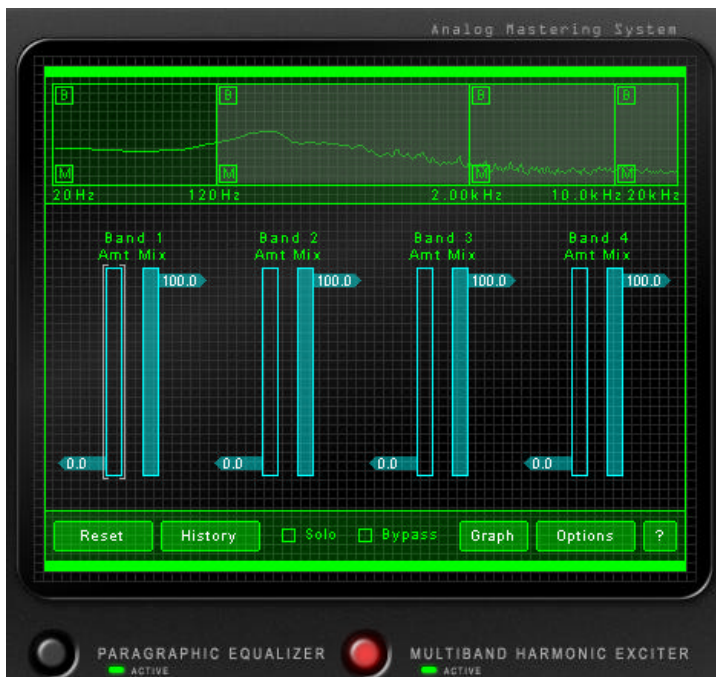 Analog Mastering System
B B B B
M M M M
20Hz 120Hz 2.00kHz 10.0kHz 20kHz
Band 1 Band 2 Band 3 Band 4
Amt Mix Amt Mix Amt Mix Amt Mix
100.0 100.0 100.0 100.0
0.0 0.0 0.0 0.0
Reset History Solo Bypass Graph Options ?
PARAGRAPHIC EQUALIZER MULTIBAND HARMONIC EXCITER
ACTIVE ACTIVE